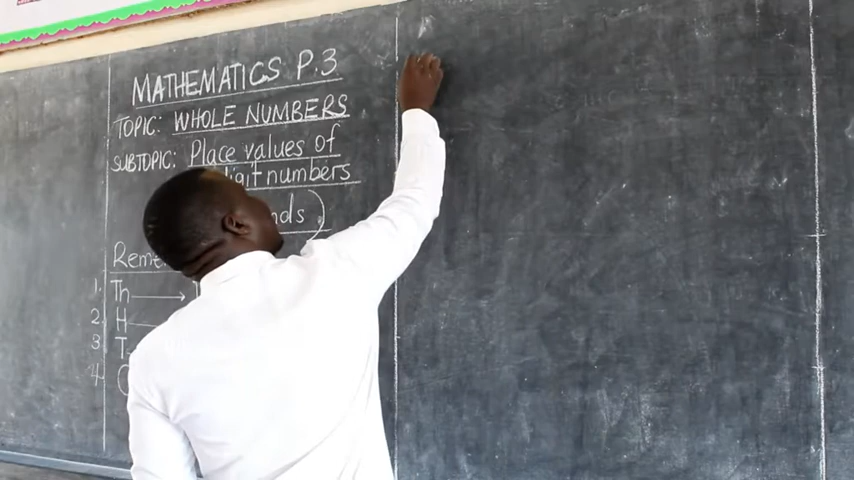 MATHEMATICS P.3
TOPIC: WHOLE NUMBERS
SUBTOPIC: Place values of
digit numbers
nds)
Reme
1. Th
2. H
3. T
4. O